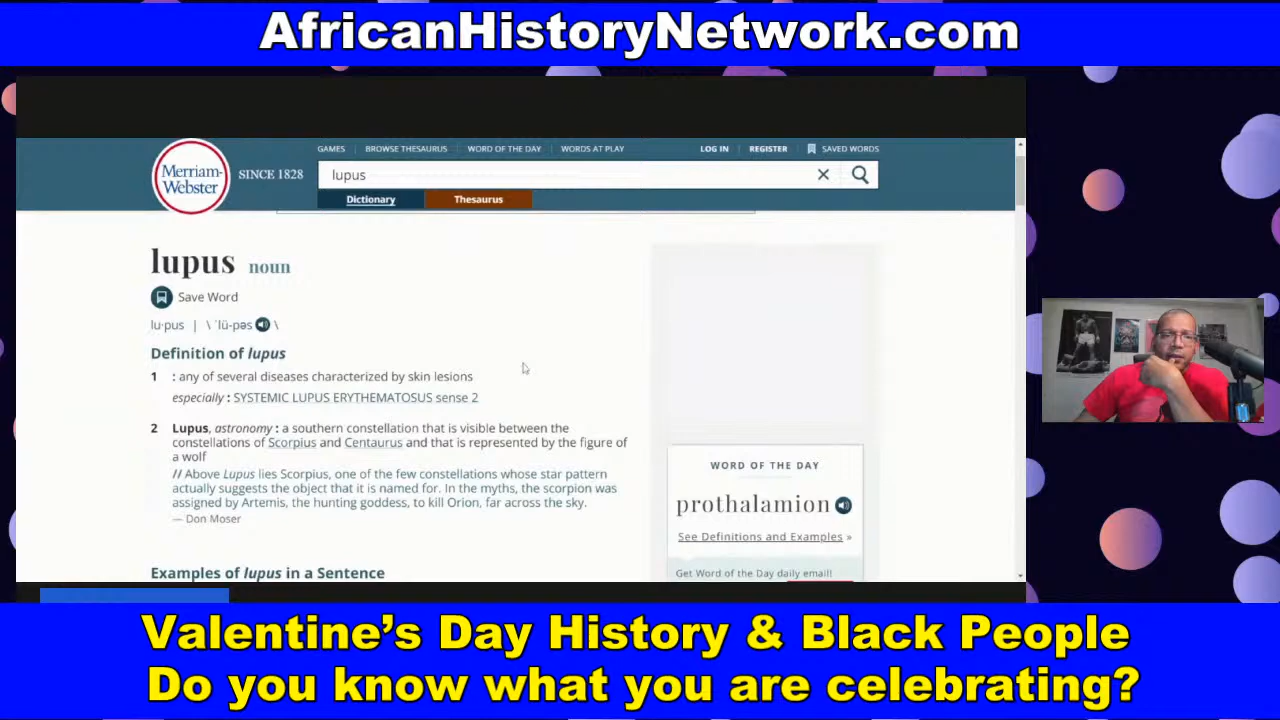 AfricanHistoryNetwork.com
GAMES | BROWSE THESAURUS | WORD OF THE DAY | WORDS AT PLAY LOG IN | REGISTER SAVED WORDS
Merriam-
Webster
SINCE 1828
lupus
Dictionary Thesaurus
lupus noun
Save Word
lu·pus | \ ˈlü-pəs \
Definition of lupus
1 : any of several diseases characterized by skin lesions
especially : SYSTEMIC LUPUS ERYTHEMATOSUS sense 2
2 Lupus, astronomy : a southern constellation that is visible between the
constellations of Scorpius and Centaurus and that is represented by the figure of
a wolf
// Above Lupus lies Scorpius, one of the few constellations whose star pattern
actually suggests the object that it is named for. In the myths, the scorpion was
assigned by Artemis, the hunting goddess, to kill Orion, far across the sky.
— Don Moser
Examples of lupus in a Sentence
WORD OF THE DAY
prothalamion
See Definitions and Examples »
Get Word of the Day daily email!
Valentine’s Day History & Black People
Do you know what you are celebrating?